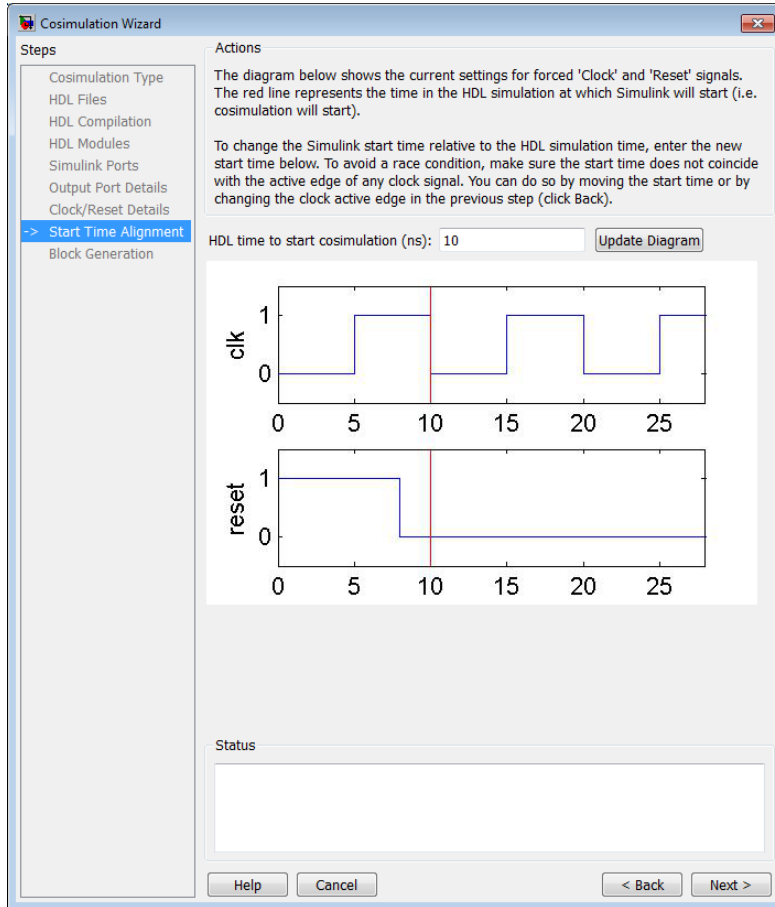 Cosimulation Wizard
Steps
Cosimulation Type
HDL Files
HDL Compilation
HDL Modules
Simulink Ports
Output Port Details
Clock/Reset Details
-> Start Time Alignment
Block Generation
Actions
The diagram below shows the current settings for forced 'Clock' and 'Reset' signals.
The red line represents the time in the HDL simulation at which Simulink will start (i.e.
cosimulation will start).
To change the Simulink start time relative to the HDL simulation time, enter the new
start time below. To avoid a race condition, make sure the start time does not coincide
with the active edge of any clock signal. You can do so by moving the start time or by
changing the clock active edge in the previous step (click Back).
HDL time to start cosimulation (ns): 10 Update Diagram
clk
1
0
0 5 10 15 20 25
reset
1
0
0 5 10 15 20 25
Status
Help Cancel < Back Next >